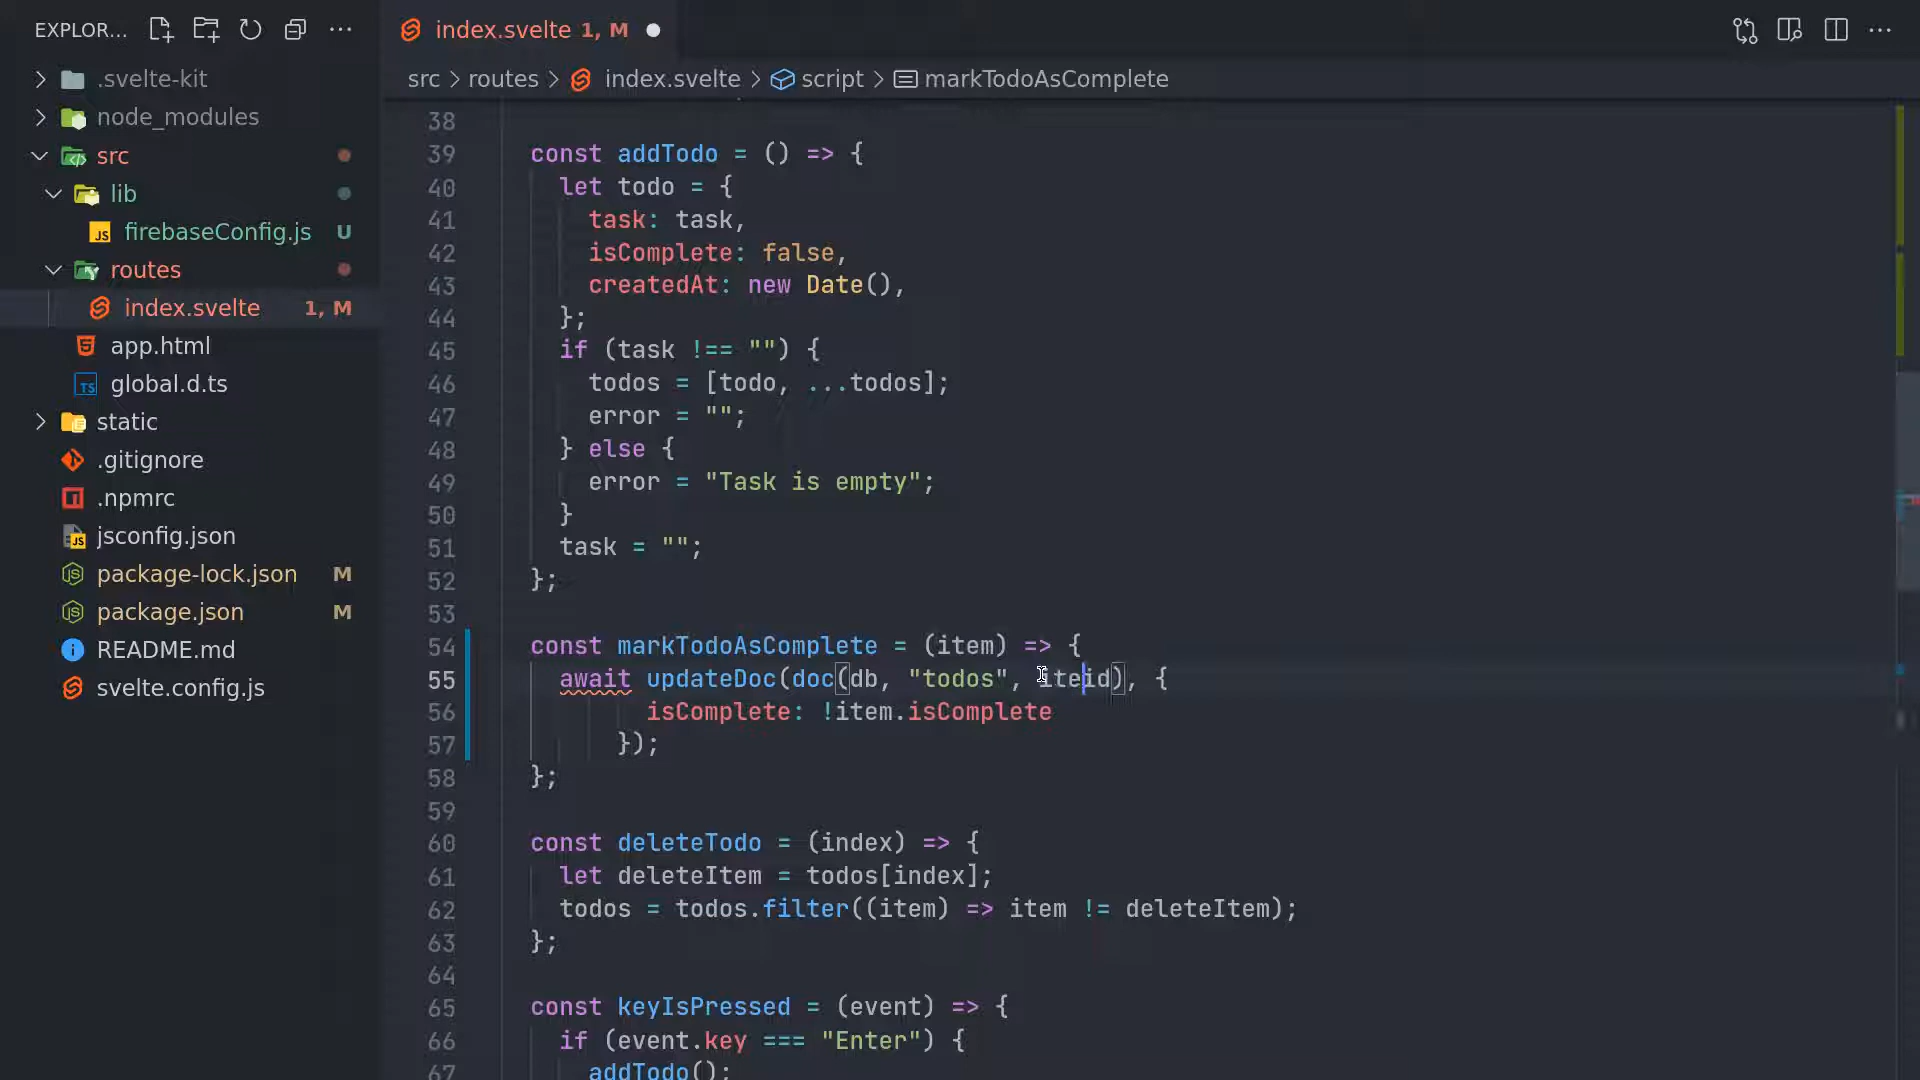 EXPLOR...
.svelte-kit
node_modules
src
lib
JS firebaseConfig.js U
routes
index.svelte 1, M
app.html
TS global.d.ts
static
.gitignore
.npmrc
jsconfig.json
package-lock.json M
package.json M
README.md
svelte.config.js
index.svelte 1, M
src > routes > index.svelte > script > markTodoAsComplete
38
39 const addTodo = () => {
40 let todo = {
41 task: task,
42 isComplete: false,
43 createdAt: new Date(),
44 };
45 if (task !== "") {
46 todos = [todo, ...todos];
47 error = "";
48 } else {
49 error = "Task is empty";
50 }
51 task = "";
52 };
53
54 const markTodoAsComplete = (item) => {
55 await updateDoc(doc(db, "todos", iteid), {
56 isComplete: !item.isComplete
57 });
58 };
59
60 const deleteTodo = (index) => {
61 let deleteItem = todos[index];
62 todos = todos.filter((item) => item != deleteItem);
63 };
64
65 const keyIsPressed = (event) => {
66 if (event.key === "Enter") {
67 addTodo();